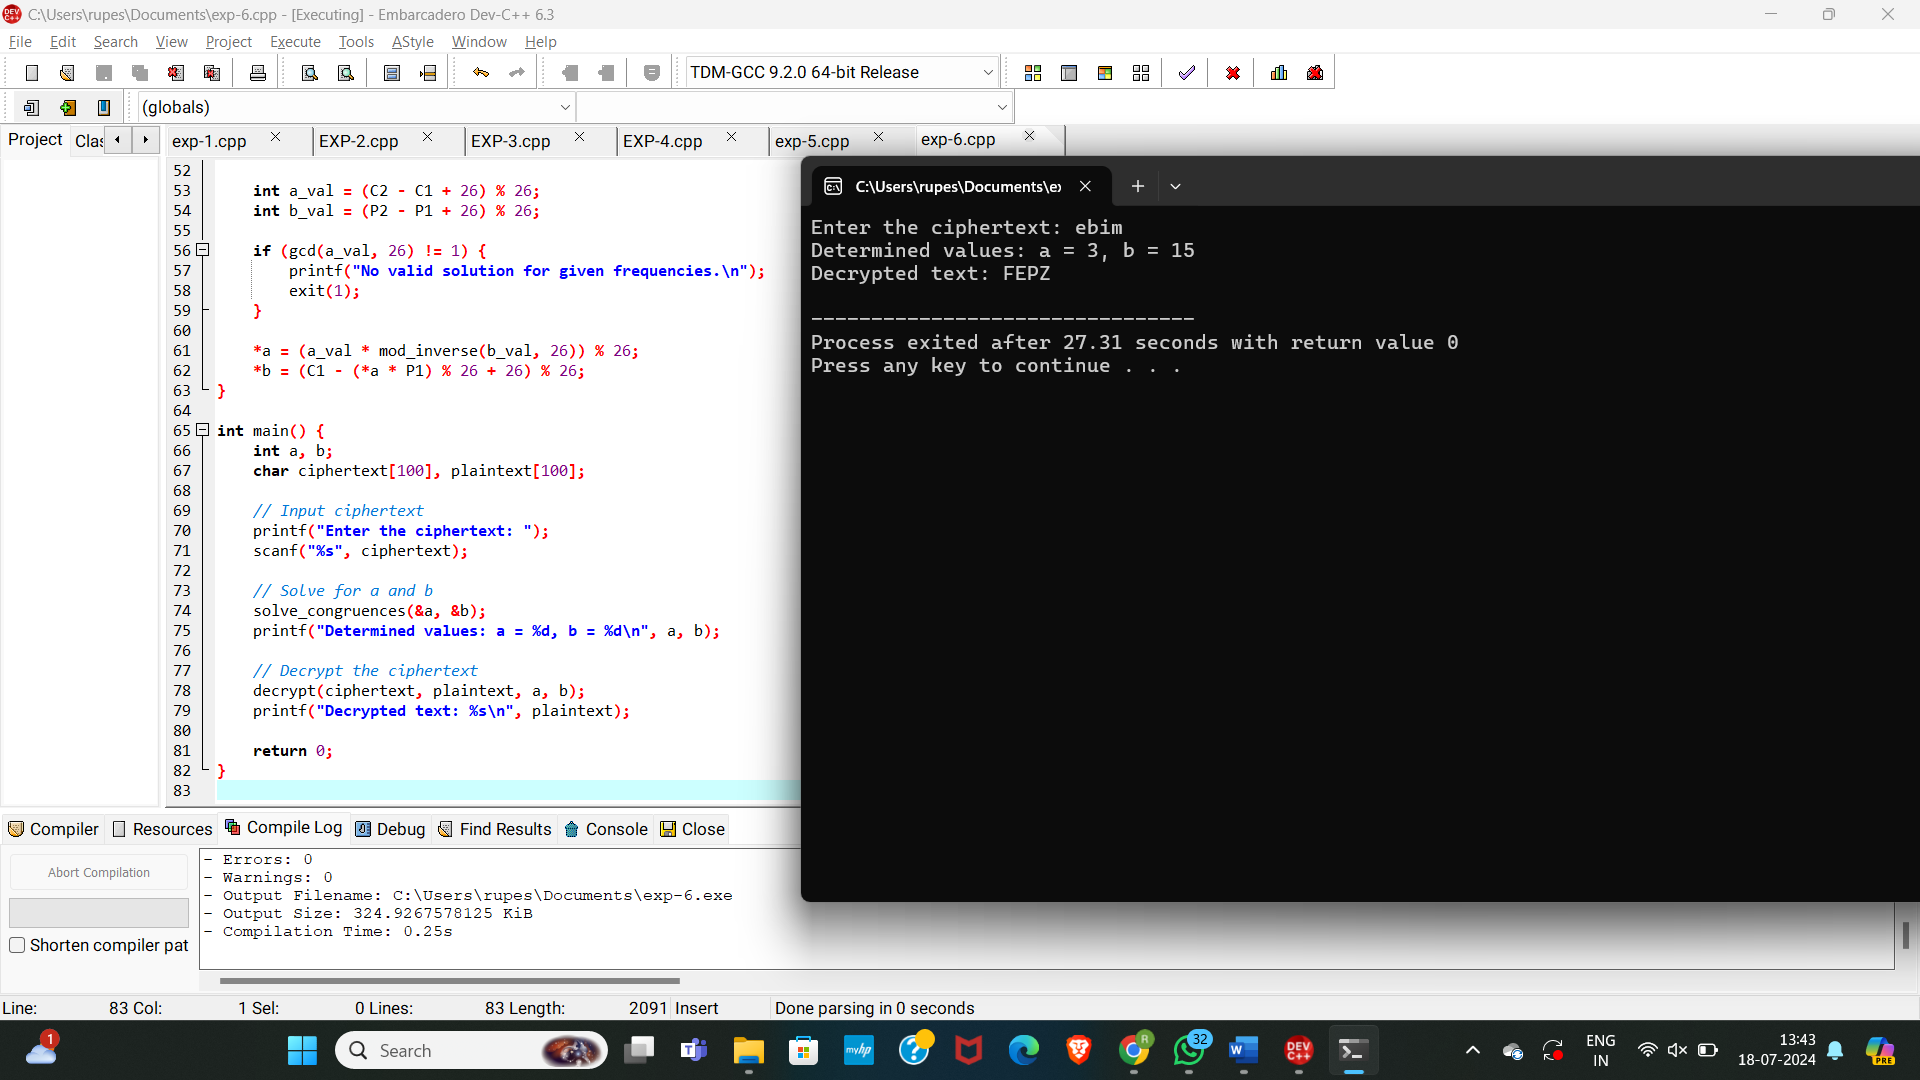 C:\Users\rupes\Documents\exp-6.cpp - [Executing] - Embarcadero Dev-C++ 6.3
File Edit Search View Project Execute Tools AStyle Window Help
TDM-GCC 9.2.0 64-bit Release
(globals)
Project Clas exp-1.cpp EXP-2.cpp EXP-3.cpp EXP-4.cpp exp-5.cpp exp-6.cpp
52
53 int a_val = (C2 - C1 + 26) % 26;
54 int b_val = (P2 - P1 + 26) % 26;
55
56 if (gcd(a_val, 26) != 1) {
57 printf("No valid solution for given frequencies.\n");
58 exit(1);
59 }
60
61 *a = (a_val * mod_inverse(b_val, 26)) % 26;
62 *b = (C1 - (*a * P1) % 26 + 26) % 26;
63 }
64
65 int main() {
66 int a, b;
67 char ciphertext[100], plaintext[100];
68
69 // Input ciphertext
70 printf("Enter the ciphertext: ");
71 scanf("%s", ciphertext);
72
73 // Solve for a and b
74 solve_congruences(&a, &b);
75 printf("Determined values: a = %d, b = %d\n", a, b);
76
77 // Decrypt the ciphertext
78 decrypt(ciphertext, plaintext, a, b);
79 printf("Decrypted text: %s\n", plaintext);
80
81 return 0;
82 }
83
C:\Users\rupes\Documents\ex
Enter the ciphertext: ebim
Determined values: a = 3, b = 15
Decrypted text: FEPZ
--------------------------------
Process exited after 27.31 seconds with return value 0
Press any key to continue . . .
Compiler Resources Compile Log Debug Find Results Console Close
Abort Compilation
Shorten compiler pat
- Errors: 0
- Warnings: 0
- Output Filename: C:\Users\rupes\Documents\exp-6.exe
- Output Size: 324.9267578125 KiB
- Compilation Time: 0.25s
Line: 83 Col: 1 Sel: 0 Lines: 83 Length: 2091 Insert Done parsing in 0 seconds
1
Search
myhp
R
32
DEV C++
ENG
IN
13:43
18-07-2024
PRE